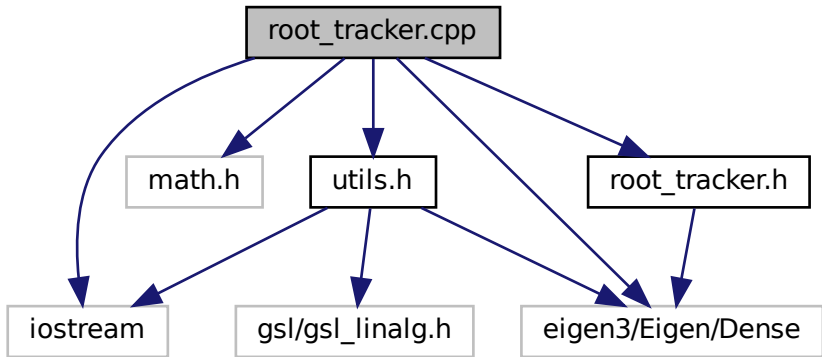 root_tracker.cpp
math.h
utils.h
root_tracker.h
iostream
gsl/gsl_linalg.h
eigen3/Eigen/Dense